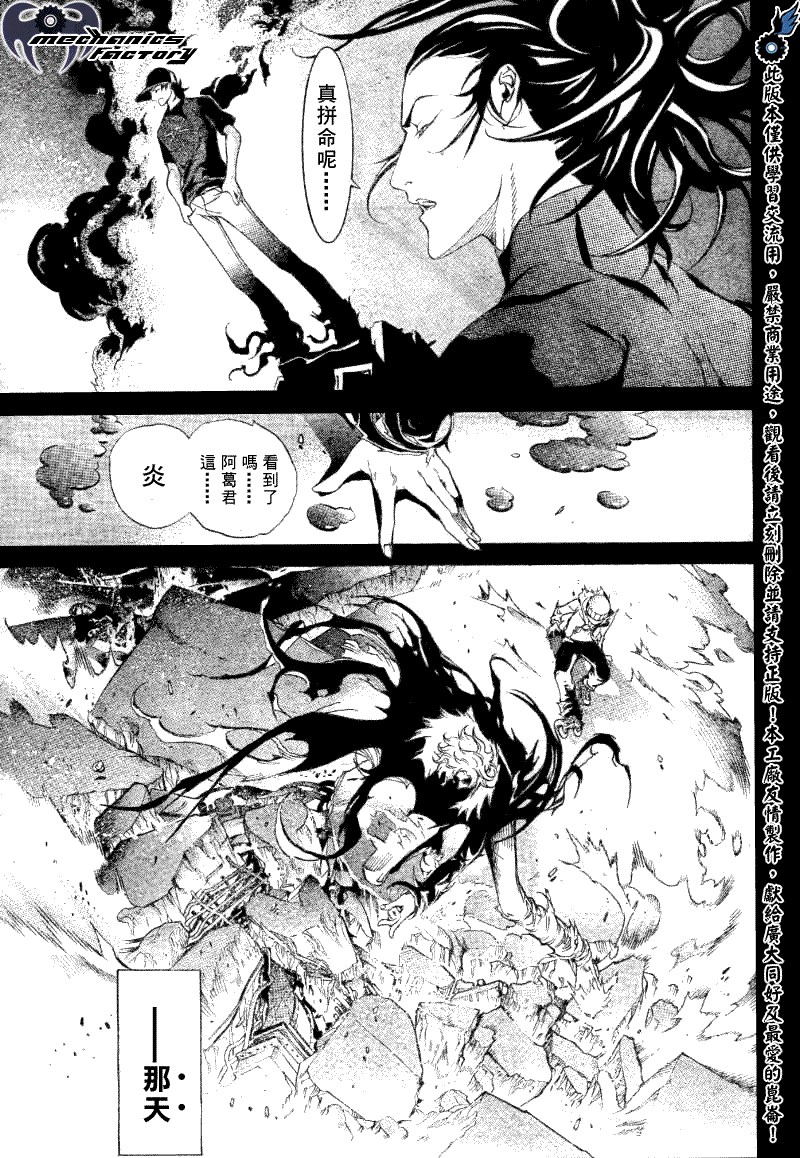 Mechanics
Factory
真拼命呢……
看到了
嗎……
阿葛君
這……
炎
──那天
此版本僅供學習交流用，嚴禁商業用途，觀看後請立刻刪除並請支持正版！本工廠友情製作，獻給廣大同好及最愛的崑崙！